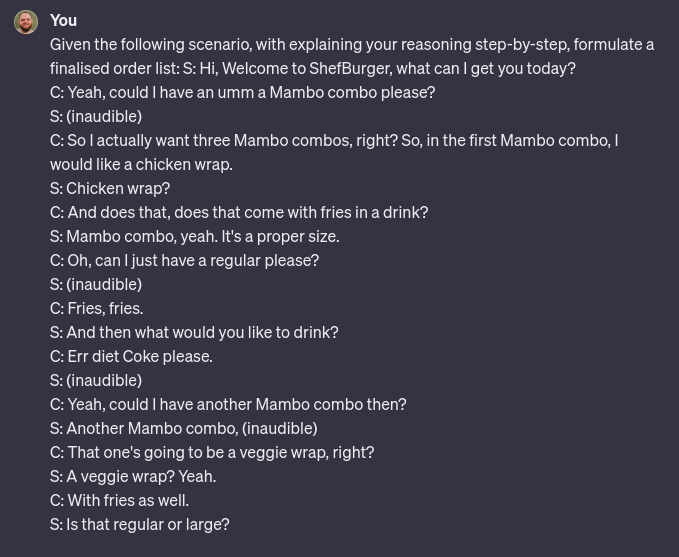 You
Given the following scenario, with explaining your reasoning step-by-step, formulate a
finalised order list: S: Hi, Welcome to ShefBurger, what can I get you today?
C: Yeah, could I have an umm a Mambo combo please?
S: (inaudible)
C: So I actually want three Mambo combos, right? So, in the first Mambo combo, I
would like a chicken wrap.
S: Chicken wrap?
C: And does that, does that come with fries in a drink?
S: Mambo combo, yeah. It's a proper size.
C: Oh, can I just have a regular please?
S: (inaudible)
C: Fries, fries.
S: And then what would you like to drink?
C: Err diet Coke please.
S: (inaudible)
C: Yeah, could I have another Mambo combo then?
S: Another Mambo combo, (inaudible)
C: That one's going to be a veggie wrap, right?
S: A veggie wrap? Yeah.
C: With fries as well.
S: Is that regular or large?